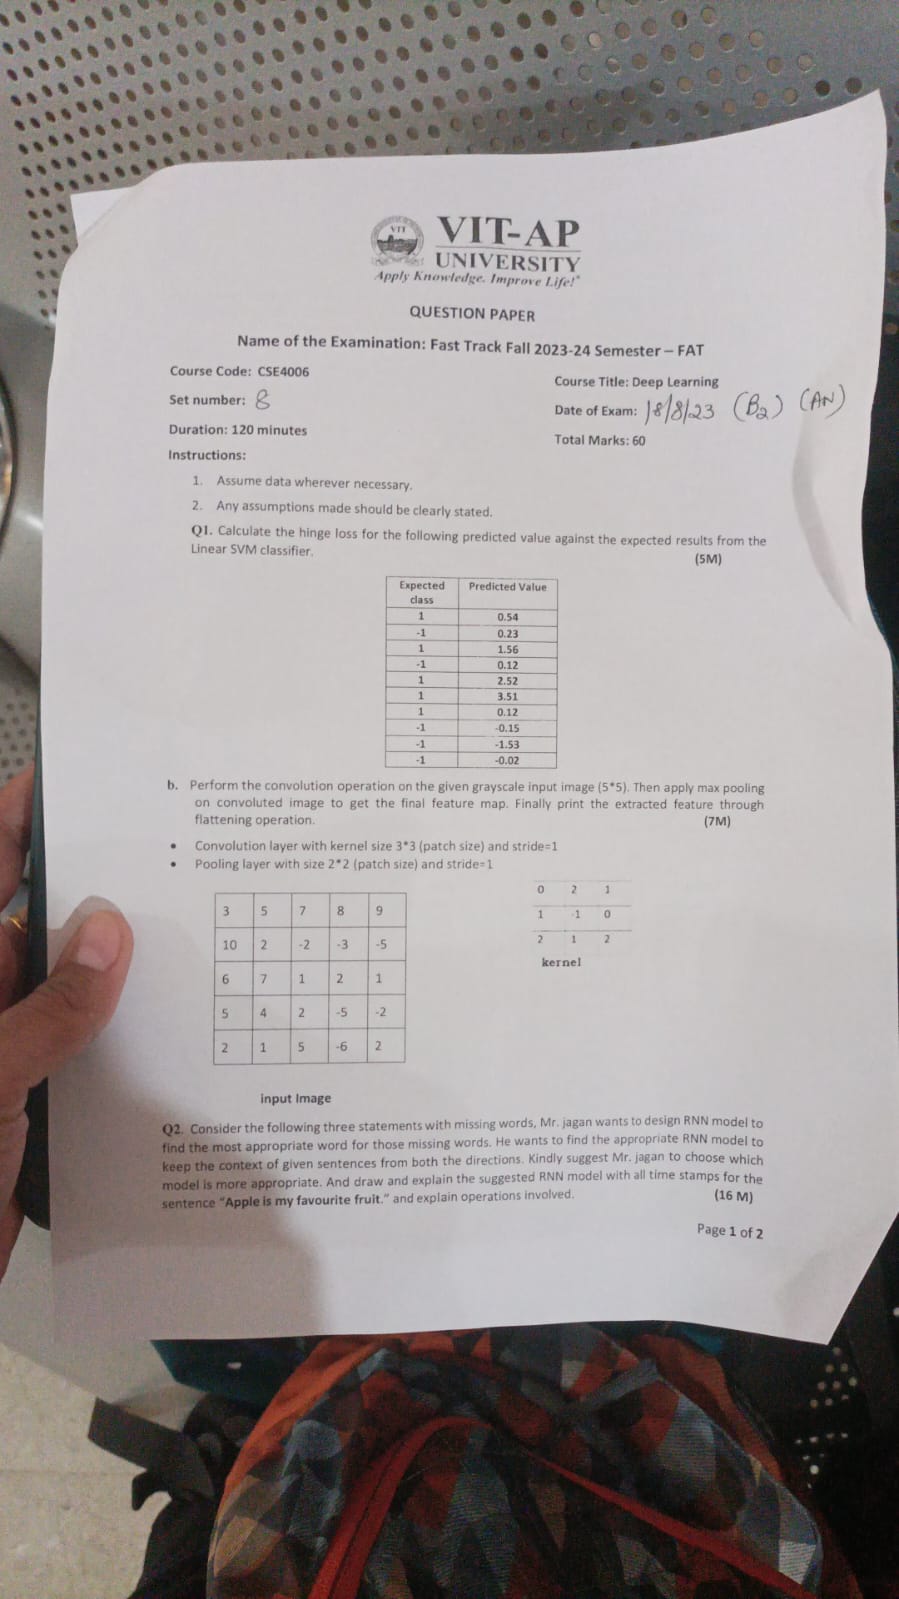 VIT
VIT-AP
UNIVERSITY
Apply Knowledge. Improve Life!
QUESTION PAPER
Name of the Examination: Fast Track Fall 2023-24 Semester – FAT
Course Code: CSE4006
Course Title: Deep Learning
Set number: 8
Date of Exam: 18/8/23 (B2) (AN)
Duration: 120 minutes
Total Marks: 60
Instructions:
1. Assume data wherever necessary.
2. Any assumptions made should be clearly stated.
Q1. Calculate the hinge loss for the following predicted value against the expected results from the
Linear SVM classifier. (5M)
Expected class Predicted Value
1 0.54
-1 0.23
1 1.56
-1 0.12
1 2.52
1 3.51
1 0.12
-1 -0.15
-1 -1.53
-1 -0.02
b. Perform the convolution operation on the given grayscale input image (5*5). Then apply max pooling
on convoluted image to get the final feature map. Finally print the extracted feature through
flattening operation. (7M)
• Convolution layer with kernel size 3*3 (patch size) and stride=1
• Pooling layer with size 2*2 (patch size) and stride=1
3 5 7 8 9
10 2 -2 -3 -5
6 7 1 2 1
5 4 2 -5 -2
2 1 5 -6 2
input Image
0 2 1
1 -1 0
2 1 2
kernel
Q2. Consider the following three statements with missing words, Mr. jagan wants to design RNN model to
find the most appropriate word for those missing words. He wants to find the appropriate RNN model to
keep the context of given sentences from both the directions. Kindly suggest Mr. jagan to choose which
model is more appropriate. And draw and explain the suggested RNN model with all time stamps for the
sentence "Apple is my favourite fruit." and explain operations involved. (16 M)
Page 1 of 2